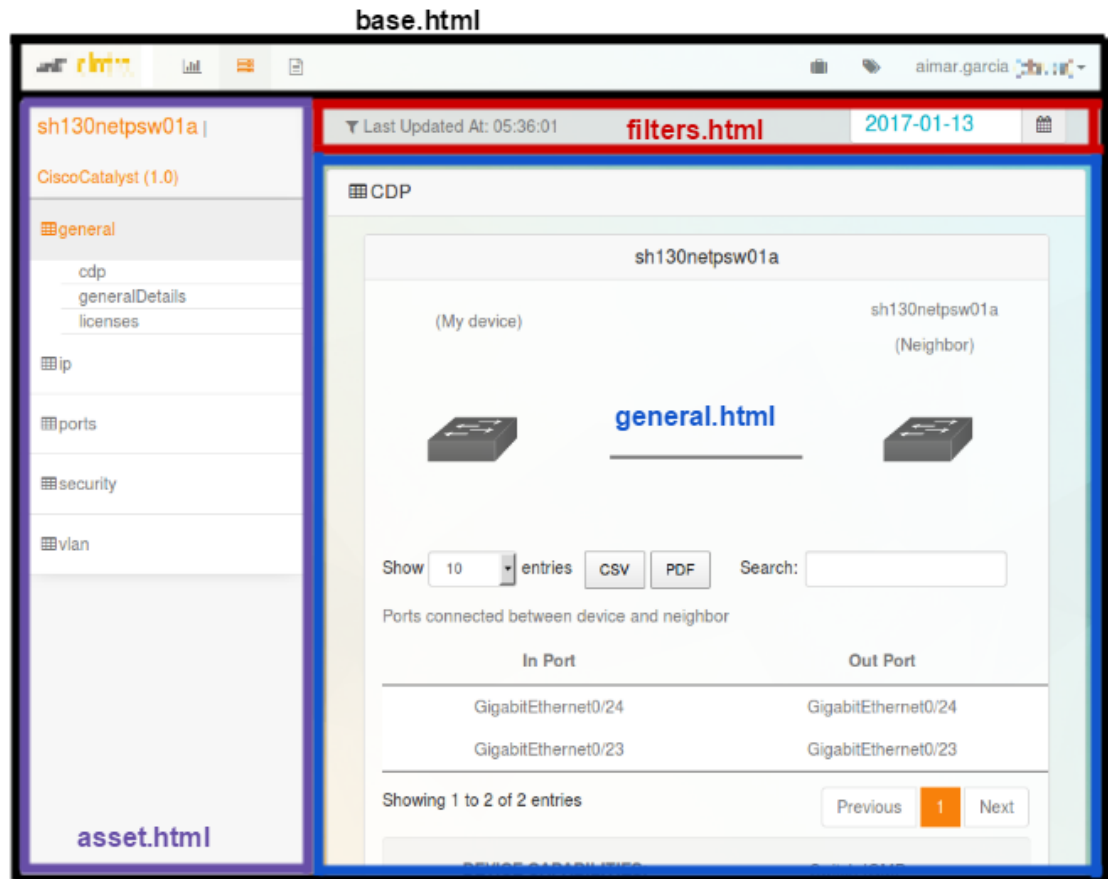 base.html
aimar.garcia
sh130netpsw01a |
CiscoCatalyst (1.0)
general
cdp
generalDetails
licenses
ip
ports
security
vlan
asset.html
Last Updated At: 05:36:01
filters.html
2017-01-13
CDP
sh130netpsw01a
(My device)
sh130netpsw01a
(Neighbor)
general.html
Show 10 entries CSV PDF Search:
Ports connected between device and neighbor
In Port Out Port
GigabitEthernet0/24 GigabitEthernet0/24
GigabitEthernet0/23 GigabitEthernet0/23
Showing 1 to 2 of 2 entries
Previous 1 Next
DEVICE CAPABILITIES: